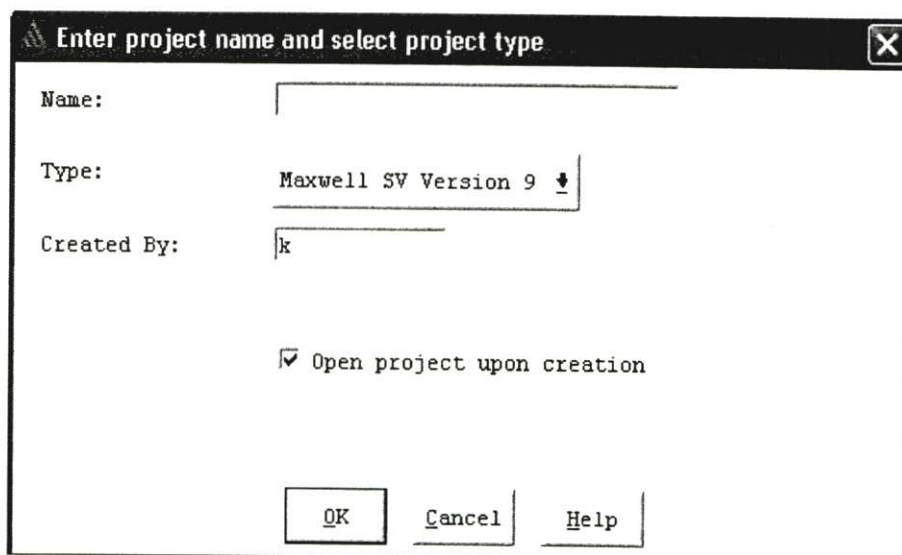 Enter project name and select project type
Name:
Type: Maxwell SV Version 9
Created By: k
Open project upon creation
OK Cancel Help